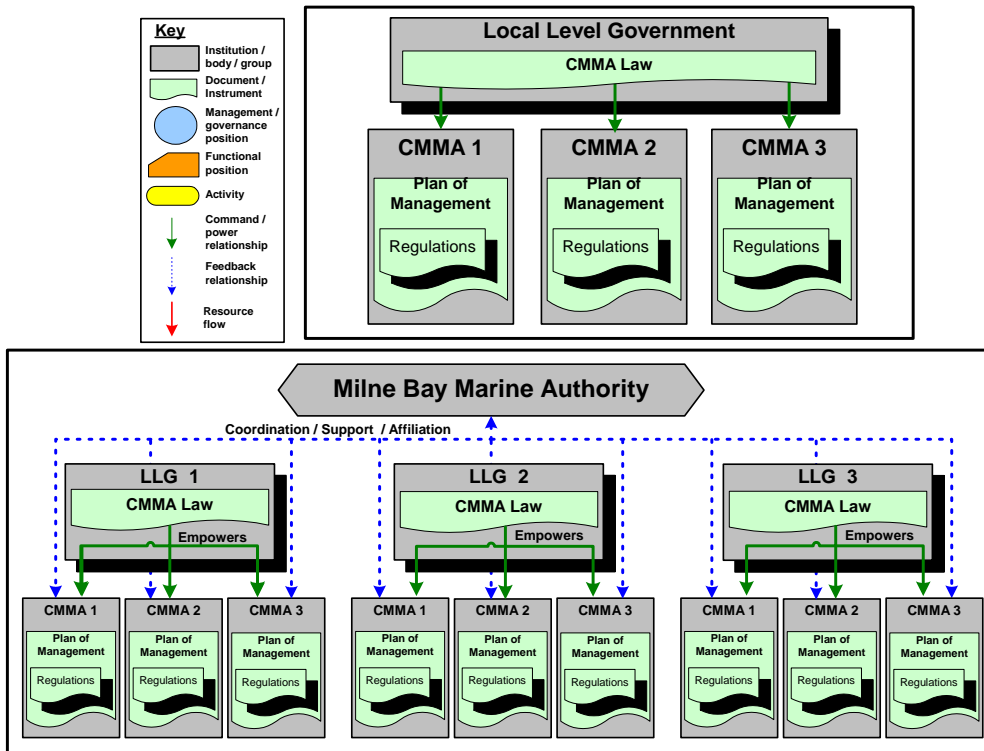 Key
Institution /
body / group
Document /
Instrument
Management /
governance
position
Functional
position
Activity
Command /
power
relationship
Feedback
relationship
Resource
flow
Local Level Government
CMMA Law
CMMA 1
Plan of
Management
Regulations
CMMA 2
Plan of
Management
Regulations
CMMA 3
Plan of
Management
Regulations
Milne Bay Marine Authority
Coordination / Support / Affiliation
LLG 1
CMMA Law
Empowers
CMMA 1
Plan of
Management
Regulations
CMMA 2
Plan of
Management
Regulations
CMMA 3
Plan of
Management
Regulations
LLG 2
CMMA Law
Empowers
CMMA 1
Plan of
Management
Regulations
CMMA 2
Plan of
Management
Regulations
CMMA 3
Plan of
Management
Regulations
LLG 3
CMMA Law
Empowers
CMMA 1
Plan of
Management
Regulations
CMMA 2
Plan of
Management
Regulations
CMMA 3
Plan of
Management
Regulations